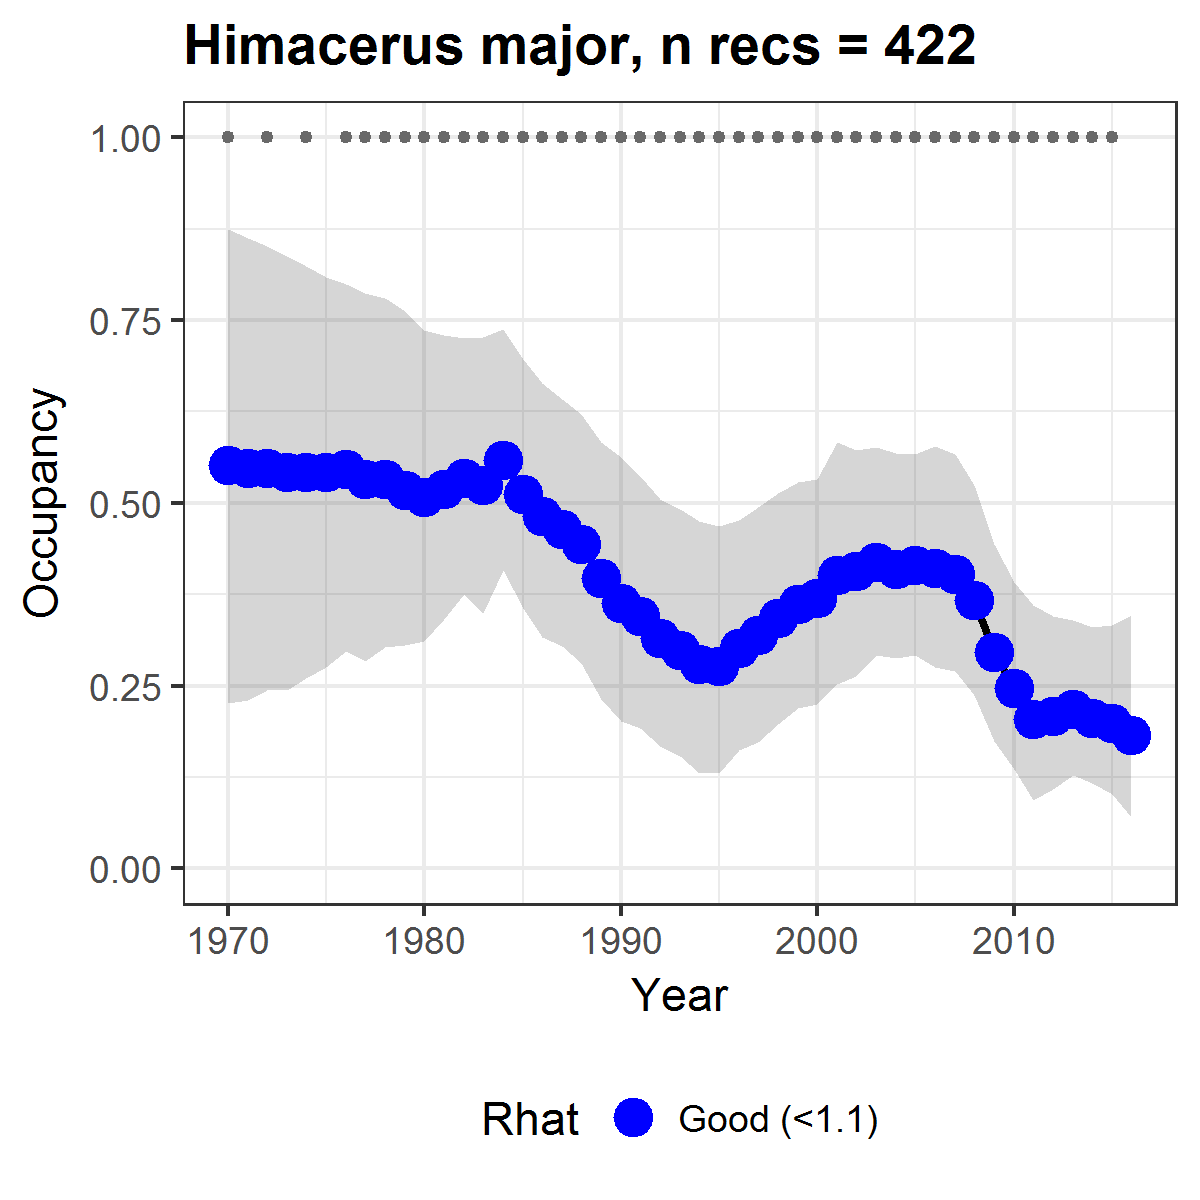 Himacerus major, n recs = 422
1.00
0.75
0.50
0.25
0.00
Occupancy
1970 1980 1990 2000 2010
Year
Rhat Good (<1.1)